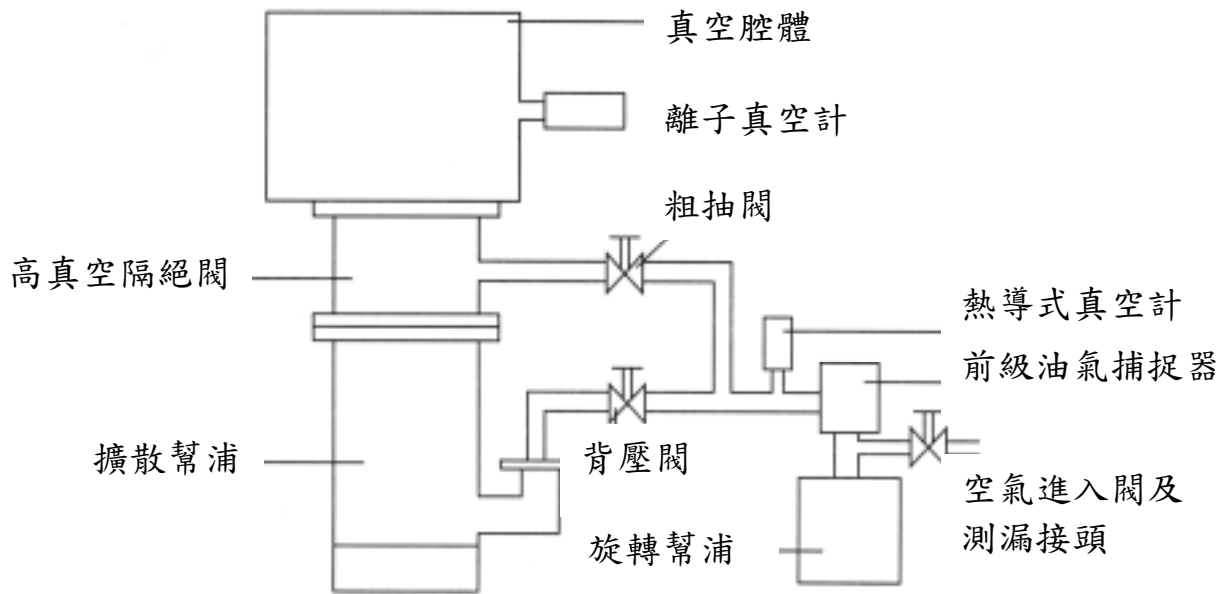 真空腔體
離子真空計
粗抽閥
高真空隔絕閥
熱導式真空計
前級油氣捕捉器
擴散幫浦
背壓閥
空氣進入閥及
測漏接頭
旋轉幫浦